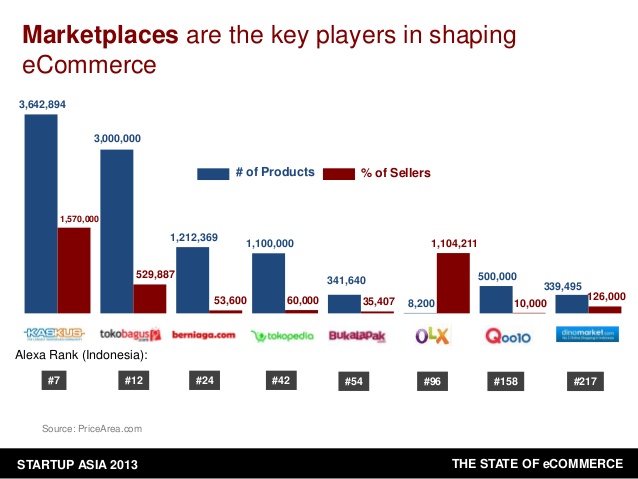 Marketplaces are the key players in shaping
eCommerce
3,642,894
3,000,000
# of Products
% of Sellers
1,570,000
1,212,369
1,100,000
1,104,211
529,887
341,640
500,000
339,495
53,600
60,000
35,407
8,200
10,000
126,000
KASKUS
tokobagus
berniaga.com
tokopedia
BukaLapak
OLX
Qoo10
dinomarket.com
Alexa Rank (Indonesia):
#7
#12
#24
#42
#54
#96
#158
#217
Source: PriceArea.com
STARTUP ASIA 2013
THE STATE OF eCOMMERCE